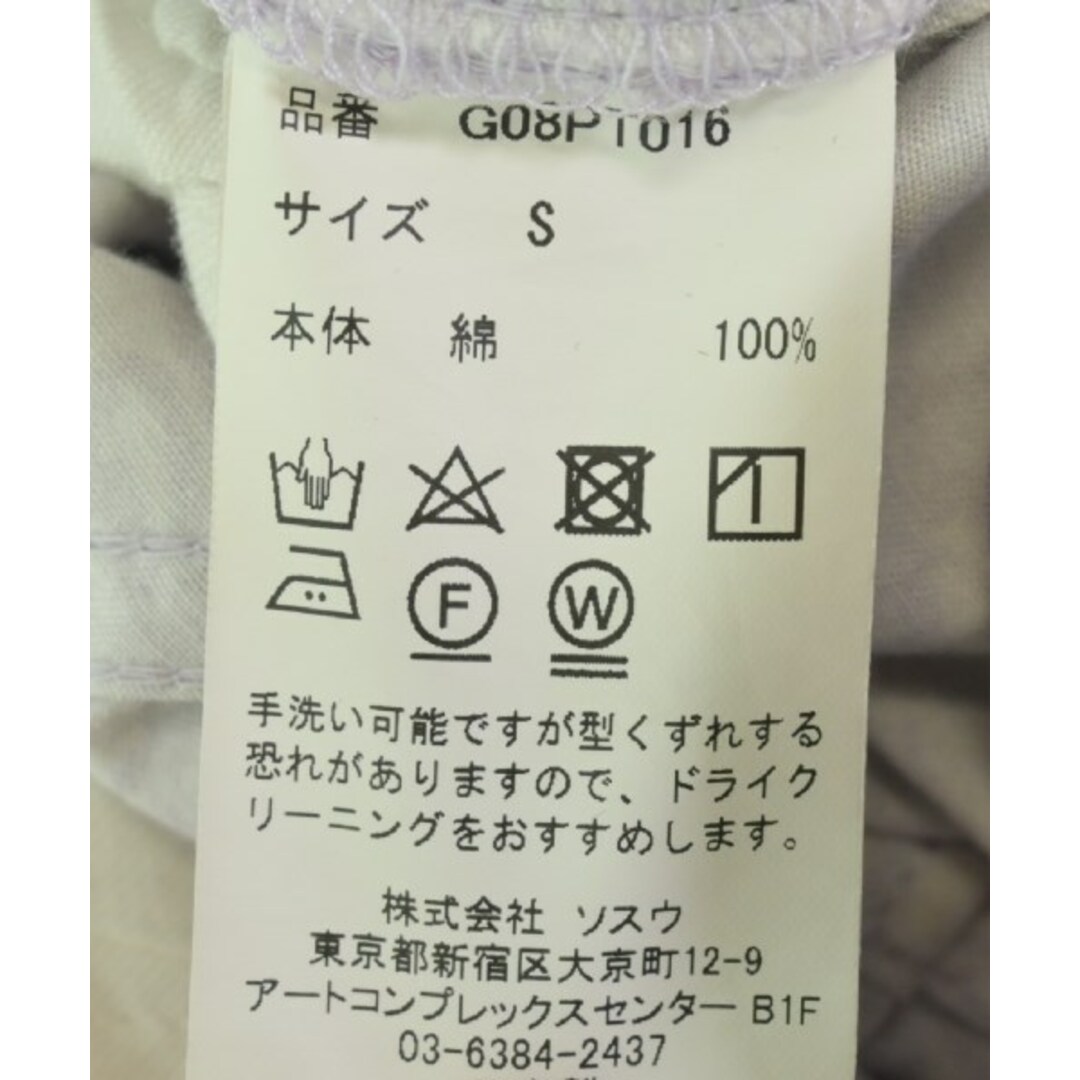 品番 G08PT016
サイズ S
本体 綿 100%
F W
手洗い可能ですが型くずれする
恐れがありますので、ドライク
リーニングをおすすめします。
株式会社 ソスウ
東京都新宿区大京町12-9
アートコンプレックスセンター B1F
03-6384-2437